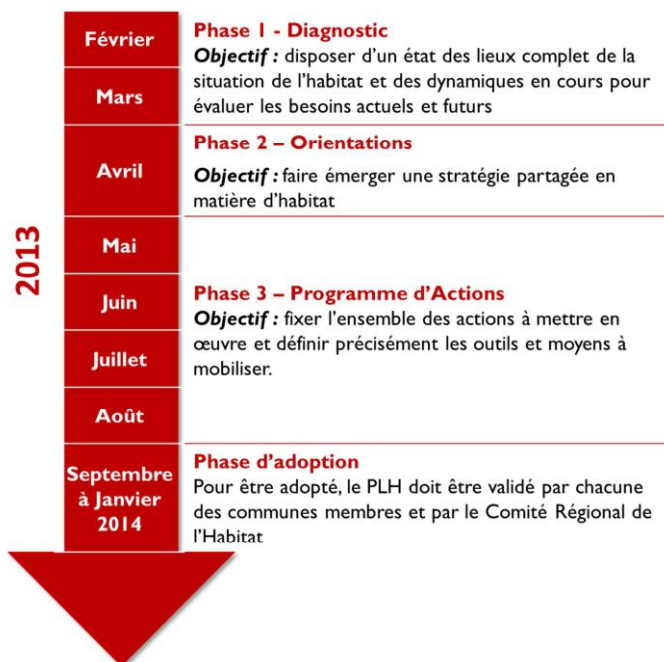 2013
Février
Mars
Phase 1 - Diagnostic
Objectif : disposer d'un état des lieux complet de la
situation de l'habitat et des dynamiques en cours pour
évaluer les besoins actuels et futurs
Avril
Phase 2 – Orientations
Objectif : faire émerger une stratégie partagée en
matière d'habitat
Mai
Juin
Juillet
Août
Phase 3 – Programme d'Actions
Objectif : fixer l'ensemble des actions à mettre en
œuvre et définir précisément les outils et moyens à
mobiliser.
Septembre
à Janvier
2014
Phase d'adoption
Pour être adopté, le PLH doit être validé par chacune
des communes membres et par le Comité Régional de
l'Habitat